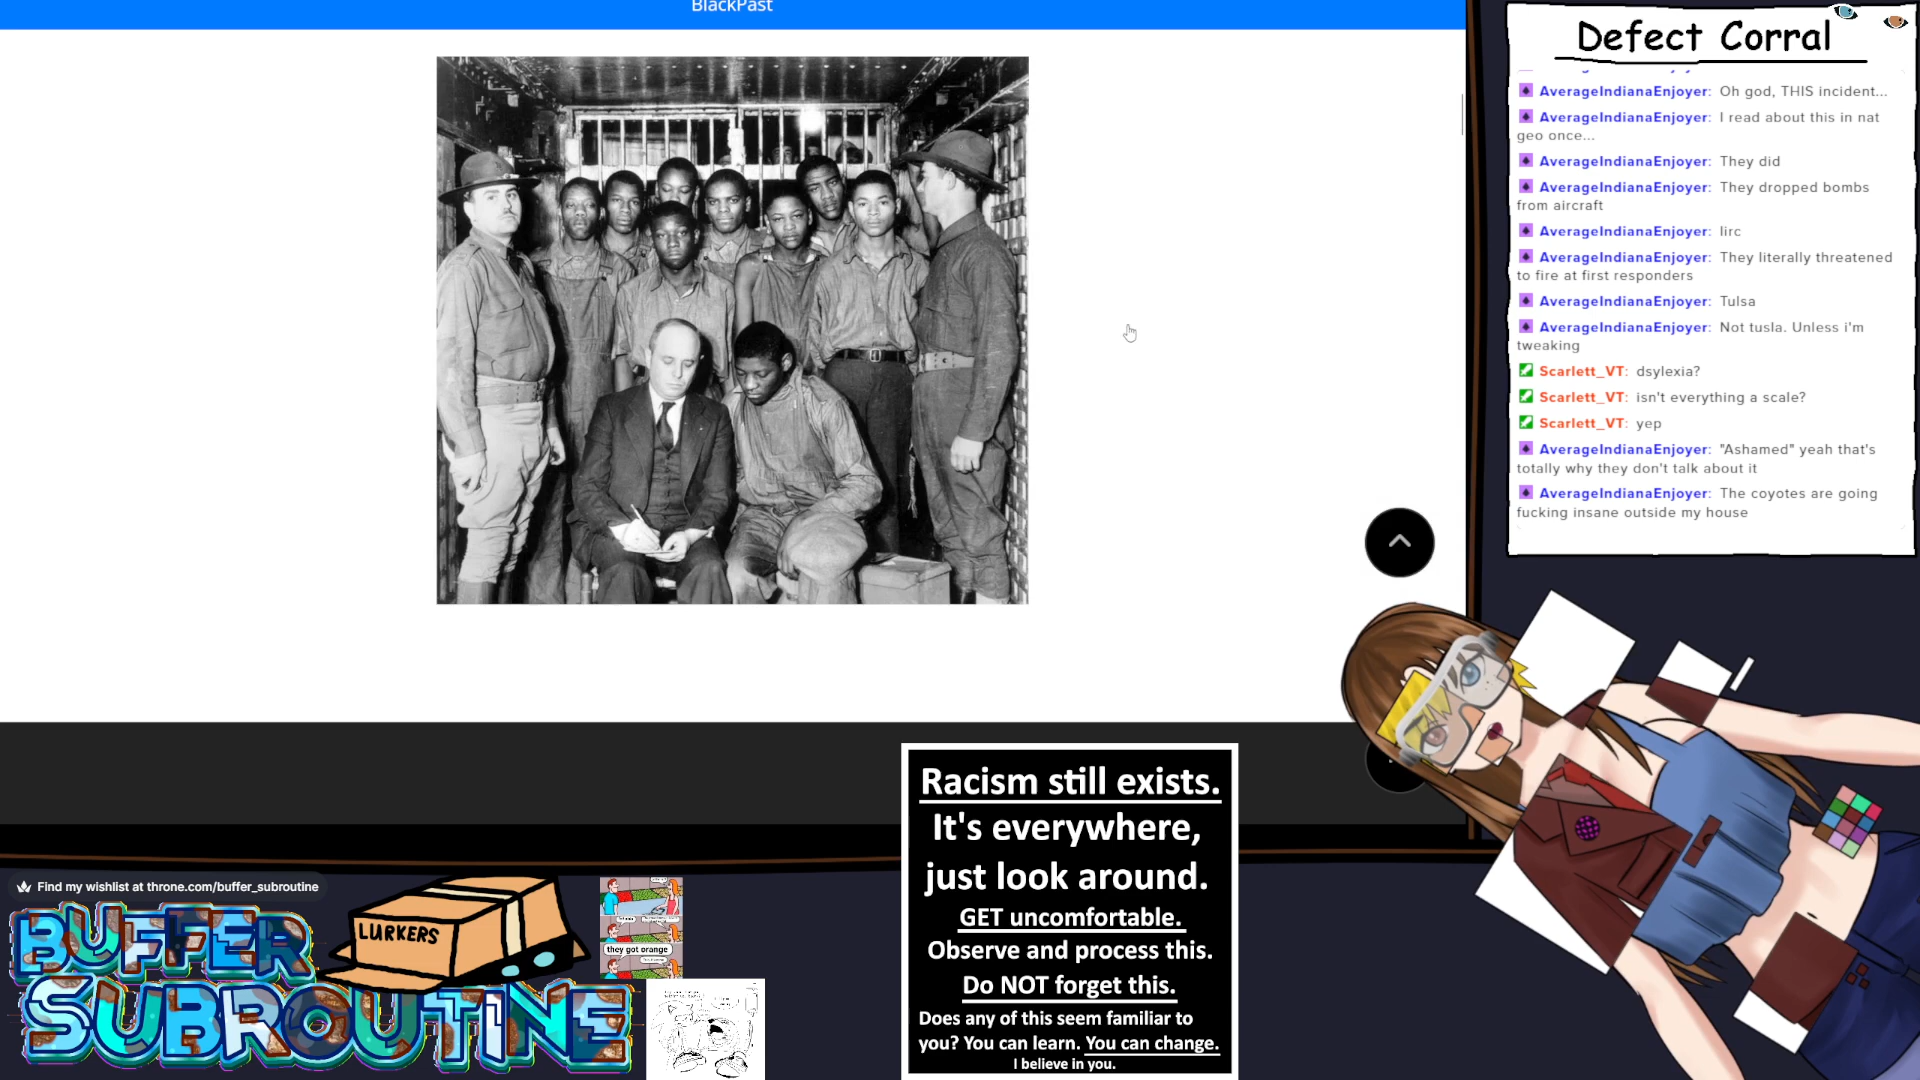 BlackPast
Defect Corral
AverageIndianaEnjoyer: Oh god, THIS incident...
AverageIndianaEnjoyer: I read about this in nat
geo once...
AverageIndianaEnjoyer: They did
AverageIndianaEnjoyer: They dropped bombs
from aircraft
AverageIndianaEnjoyer: Iirc
AverageIndianaEnjoyer: They literally threatened
to fire at first responders
AverageIndianaEnjoyer: Tulsa
AverageIndianaEnjoyer: Not tusla. Unless i'm
tweaking
Scarlett_VT: dsylexia?
Scarlett_VT: isn't everything a scale?
Scarlett_VT: yep
AverageIndianaEnjoyer: "Ashamed" yeah that's
totally why they don't talk about it
AverageIndianaEnjoyer: The coyotes are going
fucking insane outside my house
Racism still exists.
It's everywhere,
just look around.
GET uncomfortable.
Observe and process this.
Do NOT forget this.
Does any of this seem familiar to
you? You can learn. You can change.
I believe in you.
Find my wishlist at throne.com/buffer_subroutine
BUFFER
SUBROUTINE
LURKERS
they got orange